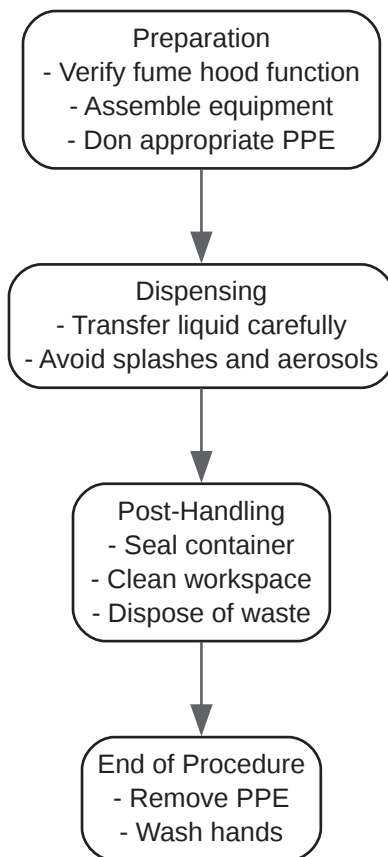 Preparation
- Verify fume hood function
- Assemble equipment
- Don appropriate PPE
Dispensing
- Transfer liquid carefully
- Avoid splashes and aerosols
Post-Handling
- Seal container
- Clean workspace
- Dispose of waste
End of Procedure
- Remove PPE
- Wash hands